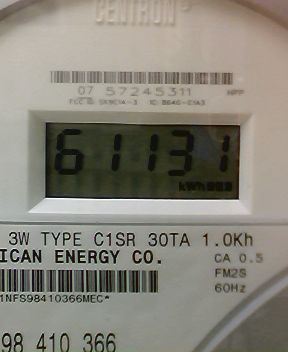 CENTRON®
07 57245311
61131
kWh
3W TYPE C1SR 30TA 1.0Kh
ICAN ENERGY CO.
CA 0.5
FM2S
60Hz
1NFS98410366MEC*
98 410 366